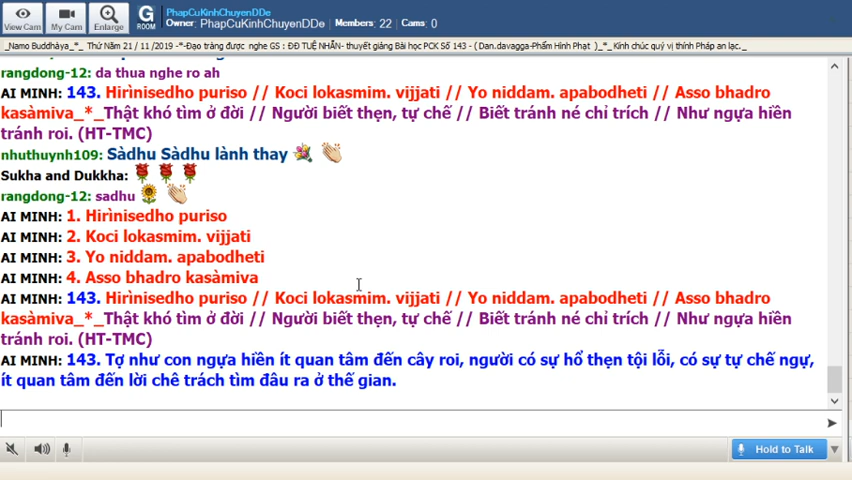 View Cam
My Cam
Enlarge
G
ROOM
PhapCuKinhChuyenDDe
Owner: PhapCuKinhChuyenDDe Members: 22 Cams: 0
_Namo Buddhàya_*_ Thứ Năm 21 / 11 /2019 -*-Đạo tràng được nghe GS : ĐĐ TUỆ NHẪN- thuyết giảng Bài học PCK Số 143 - ( Dan.davagga-Phẩm Hình Phạt )_*_Kính chúc quý vị thính Pháp an lạc._
rangdong-12: da thua nghe ro ah
AI MINH: 143. Hirìnisedho puriso // Koci lokasmim. vijjati // Yo niddam. apabodheti // Asso bhadro
kasàmiva_*_Thật khó tìm ở đời // Người biết thẹn, tự chế // Biết tránh né chỉ trích // Như ngựa hiền
tránh roi. (HT-TMC)
nhuthuynh109: Sàdhu Sàdhu lành thay
Sukha and Dukkha:
rangdong-12: sadhu
AI MINH: 1. Hirìnisedho puriso
AI MINH: 2. Koci lokasmim. vijjati
AI MINH: 3. Yo niddam. apabodheti
AI MINH: 4. Asso bhadro kasàmiva
AI MINH: 143. Hirìnisedho puriso // Koci lokasmim. vijjati // Yo niddam. apabodheti // Asso bhadro
kasàmiva_*_Thật khó tìm ở đời // Người biết thẹn, tự chế // Biết tránh né chỉ trích // Như ngựa hiền
tránh roi. (HT-TMC)
AI MINH: 143. Tợ như con ngựa hiền ít quan tâm đến cây roi, người có sự hổ thẹn tội lỗi, có sự tự chế ngự,
ít quan tâm đến lời chê trách tìm đâu ra ở thế gian.
Hold to Talk